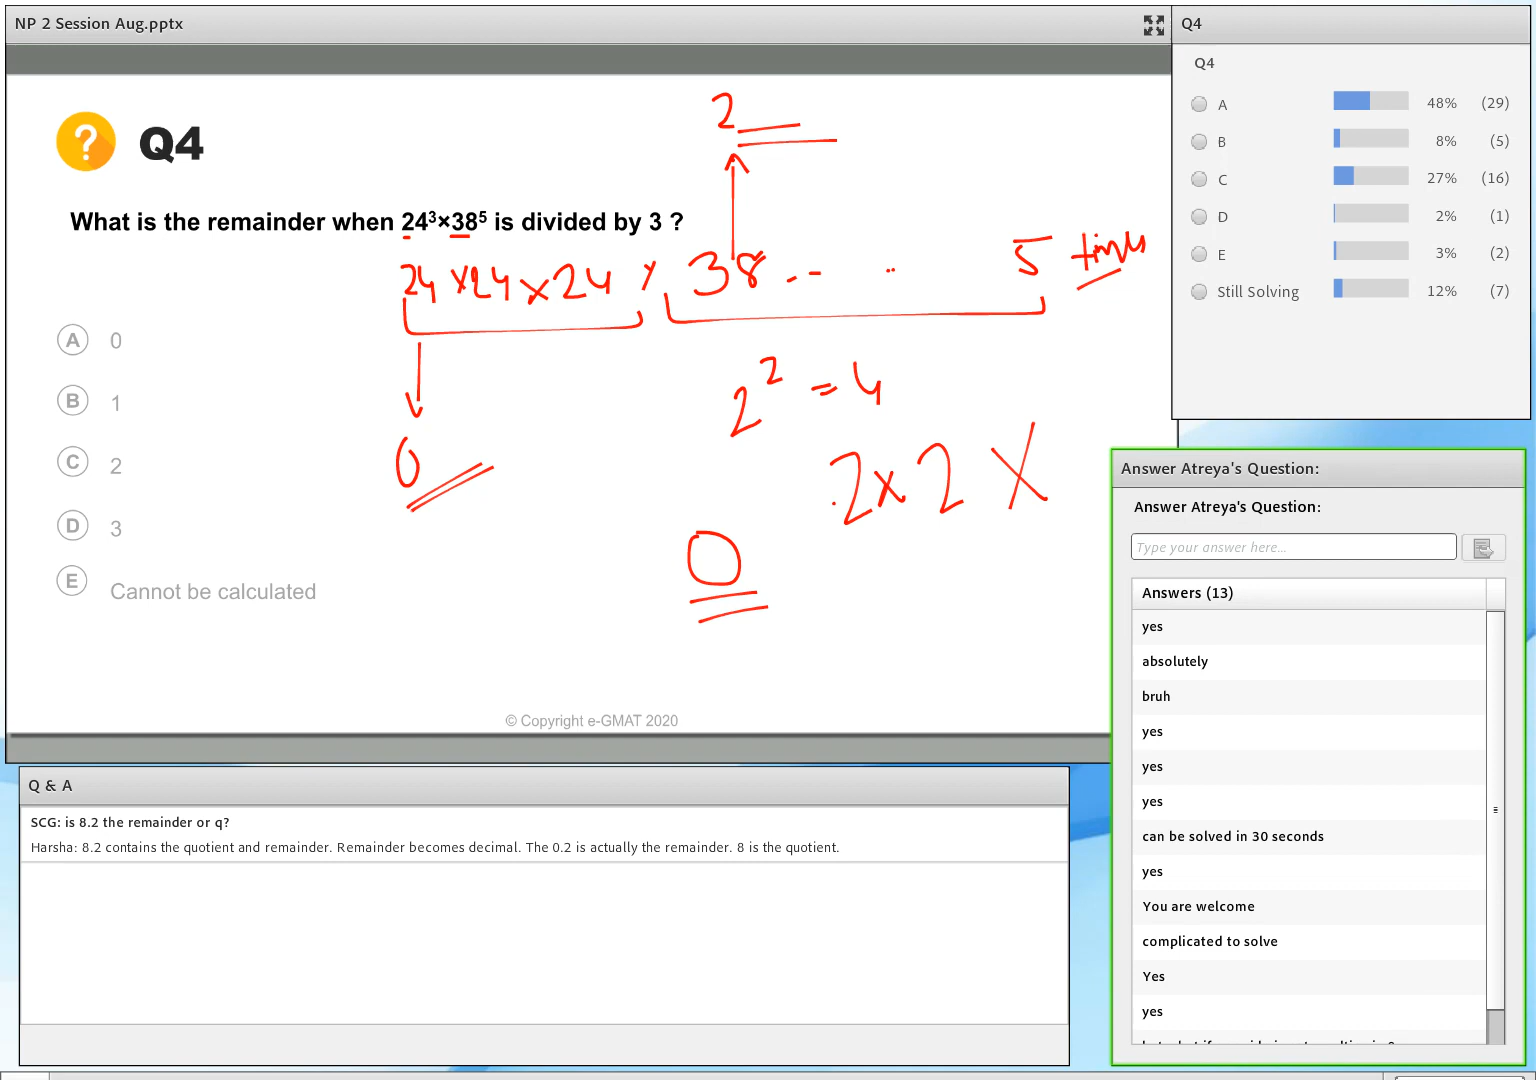 NP 2 Session Aug.pptx
Q4
What is the remainder when 24³×38⁵ is divided by 3 ?
2
24 ×24 ×24 × 38 .. - .. 5 times
A 0
B 1
C 2
D 3
E Cannot be calculated
0
2² = 4
2×2 ×
0
© Copyright e-GMAT 2020
Q4
Q4
A 48% (29)
B 8% (5)
C 27% (16)
D 2% (1)
E 3% (2)
Still Solving 12% (7)
Answer Atreya's Question:
Answer Atreya's Question:
Type your answer here...
Answers (13)
yes
absolutely
bruh
yes
yes
yes
can be solved in 30 seconds
yes
You are welcome
complicated to solve
Yes
yes
Q & A
SCG: is 8.2 the remainder or q?
Harsha: 8.2 contains the quotient and remainder. Remainder becomes decimal. The 0.2 is actually the remainder. 8 is the quotient.